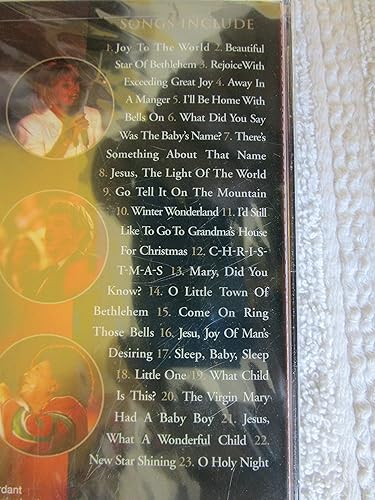 SONGS INCLUDE
1. Joy To The World 2. Beautiful
Star Of Bethlehem 3. RejoiceWith
Exceeding Great Joy 4. Away In
A Manger 5. I'll Be Home With
Bells On 6. What Did You Say
Was The Baby's Name? 7. There's
Something About That Name
8. Jesus, The Light Of The World
9. Go Tell It On The Mountain
10. Winter Wonderland 11. I'd Still
Like To Go To Grandma's House
For Christmas 12. C-H-R-I-S-
T-M-A-S 13. Mary, Did You
Know? 14. O Little Town Of
Bethlehem 15. Come On Ring
Those Bells 16. Jesu, Joy Of Man's
Desiring 17. Sleep, Baby, Sleep
18. Little One 19. What Child
Is This? 20. The Virgin Mary
Had A Baby Boy 21. Jesus,
What A Wonderful Child 22.
New Star Shining 23. O Holy Night